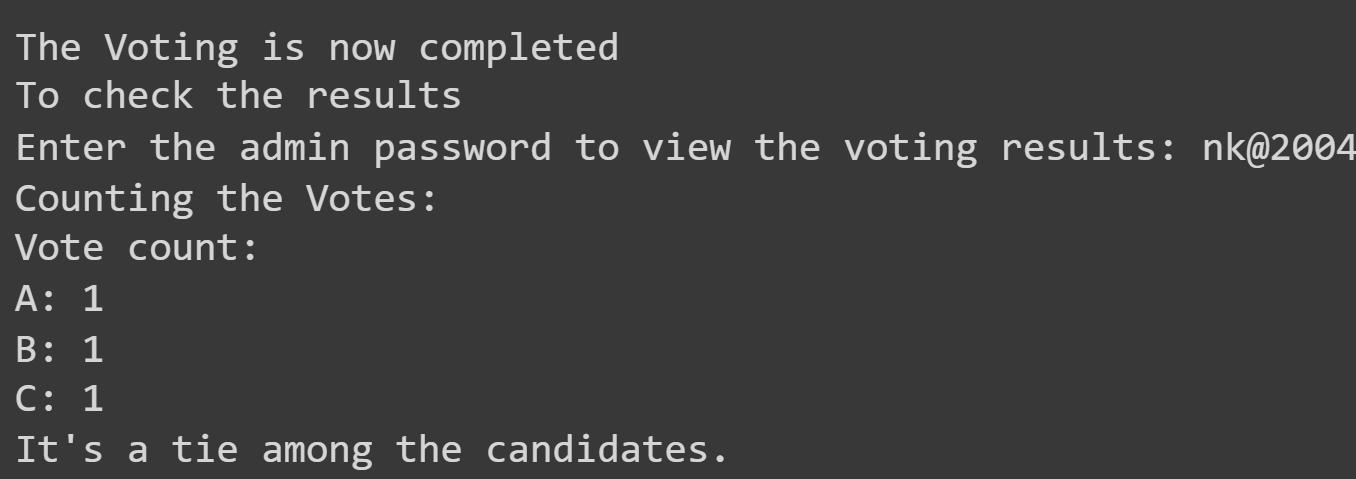 The Voting is now completed
To check the results
Enter the admin password to view the voting results: nk@2004
Counting the Votes:
Vote count:
A: 1
B: 1
C: 1
It's a tie among the candidates.